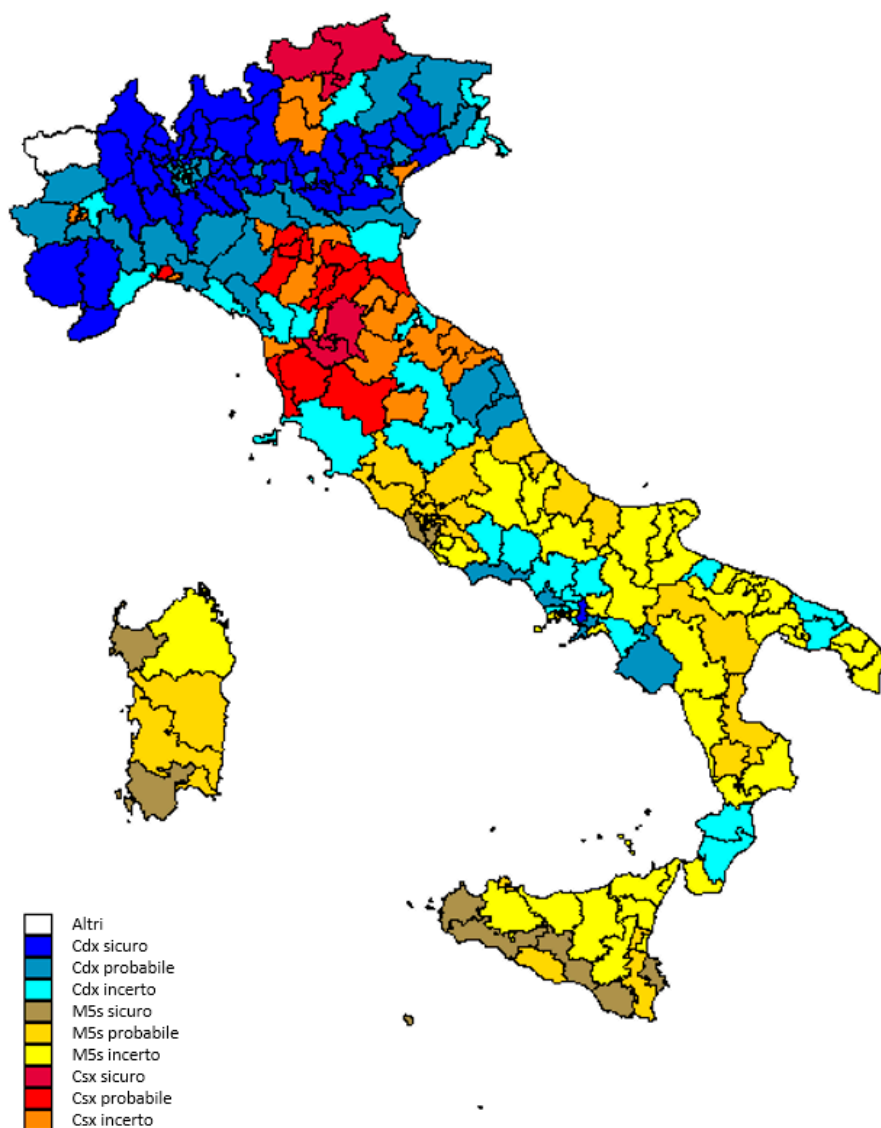 Altri
Cdx sicuro
Cdx probabile
Cdx incerto
M5s sicuro
M5s probabile
M5s incerto
Csx sicuro
Csx probabile
Csx incerto